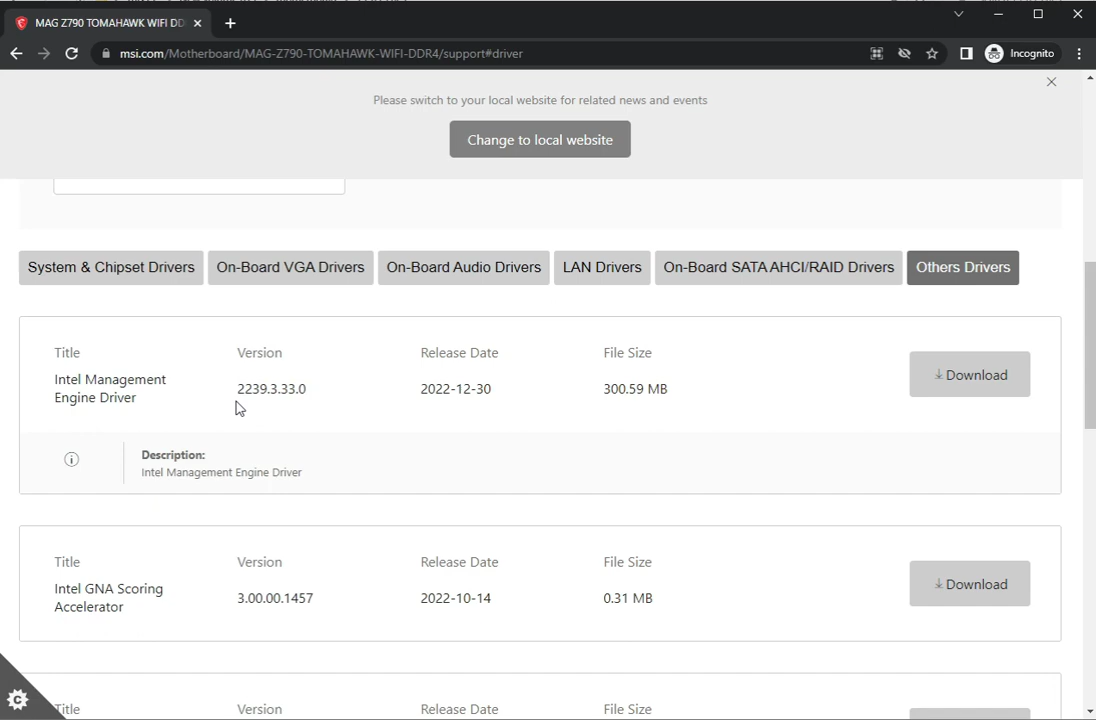 MAG Z790 TOMAHAWK WIFI DD
msi.com/Motherboard/MAG-Z790-TOMAHAWK-WIFI-DDR4/support#driver
Incognito
Please switch to your local website for related news and events
Change to local website
System & Chipset Drivers On-Board VGA Drivers On-Board Audio Drivers LAN Drivers On-Board SATA AHCI/RAID Drivers Others Drivers
Title Version Release Date File Size
Intel Management
Engine Driver
2239.3.33.0 2022-12-30 300.59 MB
Download
Description:
Intel Management Engine Driver
Title Version Release Date File Size
Intel GNA Scoring
Accelerator
3.00.00.1457 2022-10-14 0.31 MB
Download
Title Version Release Date File Size